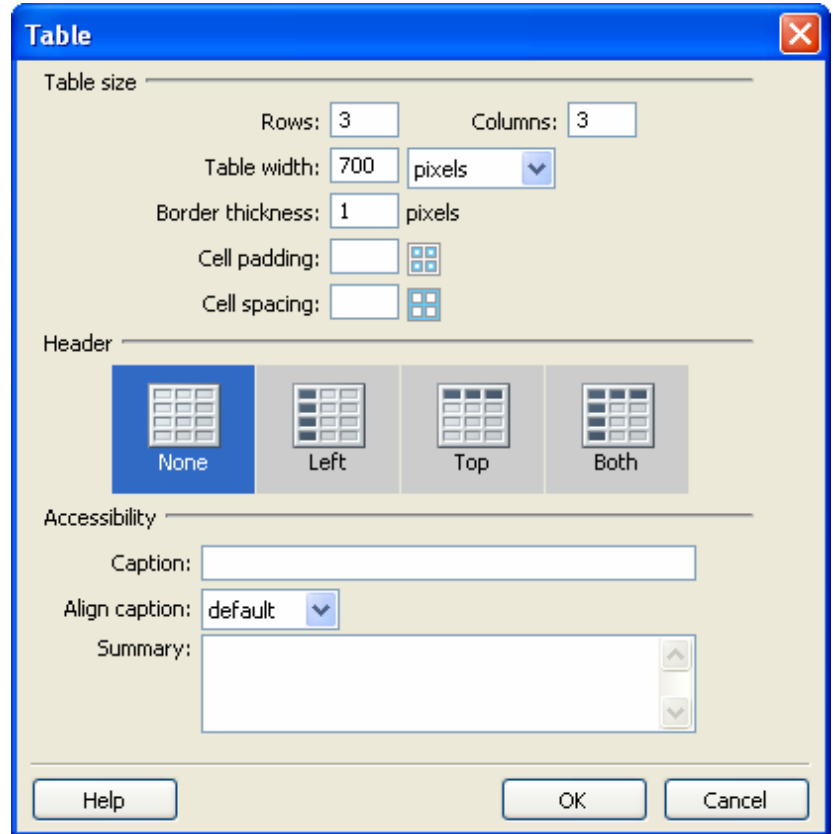 Table
Table size
Rows: 3 Columns: 3
Table width: 700 pixels
Border thickness: 1 pixels
Cell padding:
Cell spacing:
Header
None Left Top Both
Accessibility
Caption:
Align caption: default
Summary:
Help OK Cancel